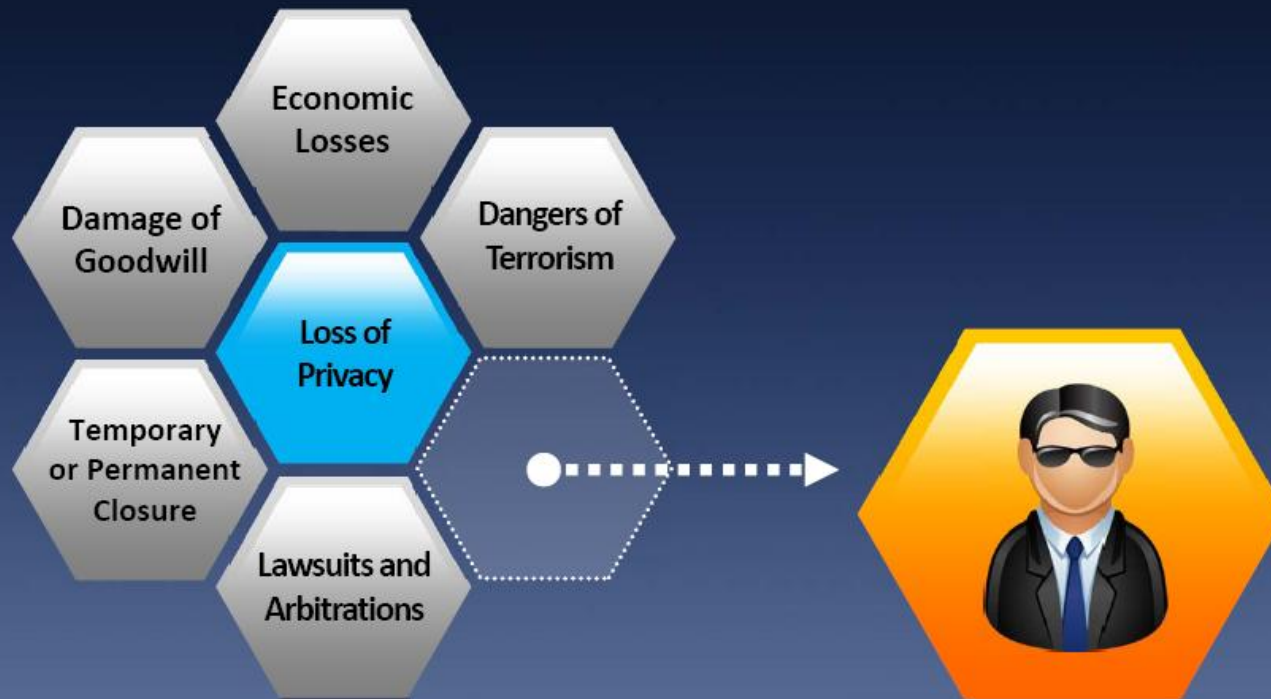 Economic
Losses
Damage of
Goodwill
Dangers of
Terrorism
Loss of
Privacy
Temporary
or Permanent
Closure
Lawsuits and
Arbitrations